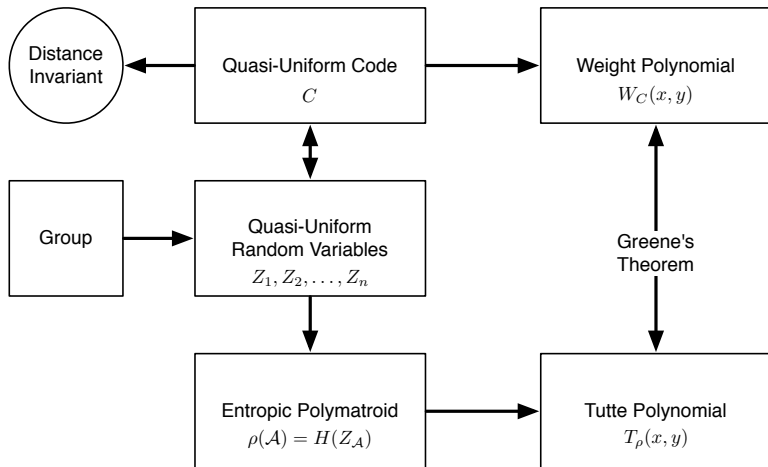 Distance
Invariant
Quasi-Uniform Code
C
Weight Polynomial
W_C(x, y)
Group
Quasi-Uniform
Random Variables
Z_1, Z_2, . . . , Z_n
Greene's
Theorem
Entropic Polymatroid
ρ(𝒜) = H(Z_𝒜)
Tutte Polynomial
T_ρ(x, y)